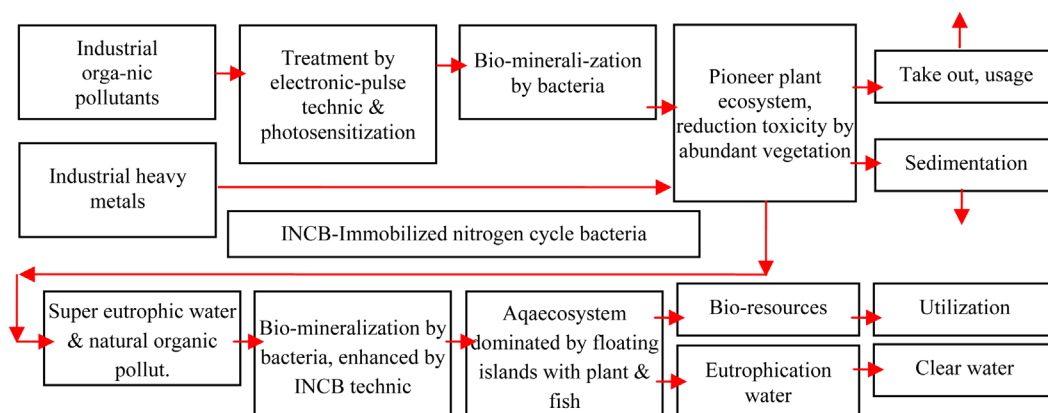 Industrial
orga-nic
pollutants
Treatment by
electronic-pulse
technic &
photosensitization
Bio-minerali-zation
by bacteria
Pioneer plant
ecosystem,
reduction toxicity by
abundant vegetation
Take out, usage
Sedimentation
Industrial heavy
metals
INCB-Immobilized nitrogen cycle bacteria
Super eutrophic water
& natural organic
pollut.
Bio-mineralization by
bacteria, enhanced by
INCB technic
Aqaecosystem
dominated by floating
islands with plant &
fish
Bio-resources
Utilization
Eutrophication
water
Clear water